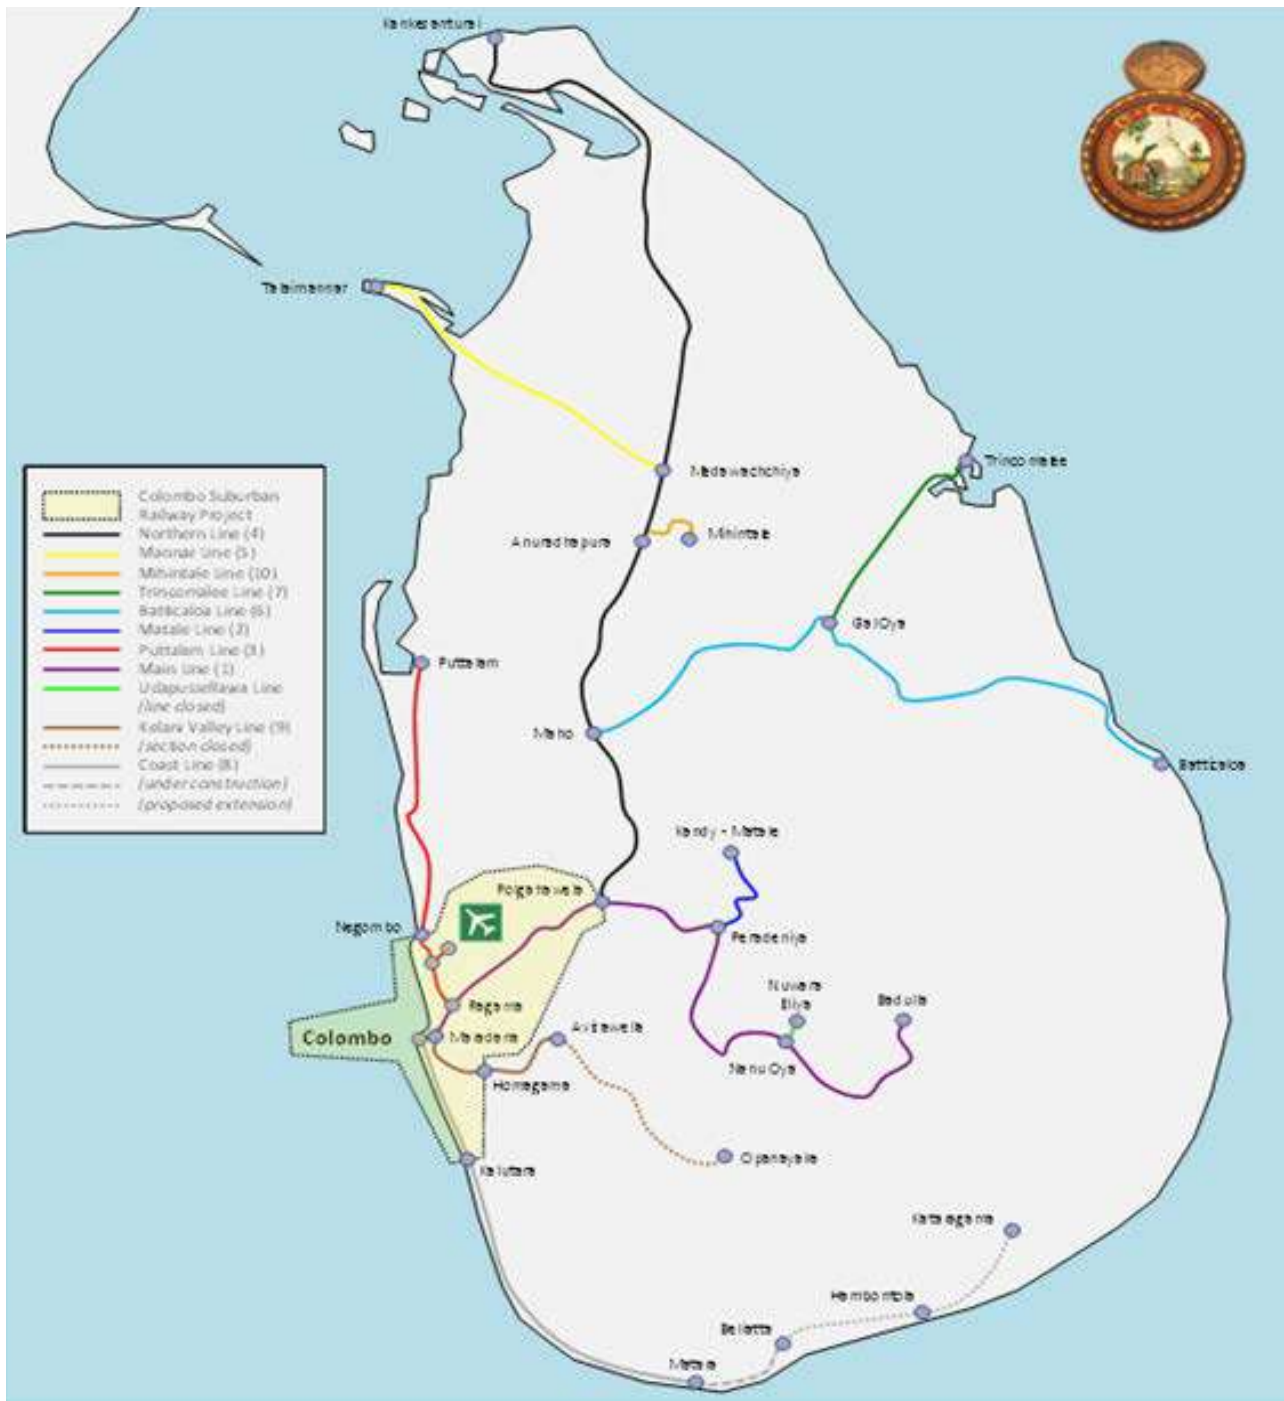 Kankesanturai
Talaimannar
Medawachchiya
Trincomalee
Anuradhapura
Mihintale
Colombo Suburban
Railway Project
Northern Line (4)
Mannar Line (5)
Mihintale Line (10)
Trincomalee Line (7)
Batticaloa Line (6)
Matale Line (2)
Puttalam Line (3)
Main Line (1)
Udapussellawa Line
(line closed)
Kelani Valley Line (9)
(section closed)
Coast Line (8)
(under construction)
(proposed extension)
Gal Oya
Puttalam
Maho
Batticaloa
Kandy - Matale
Polgahawela
Negombo
Peradeniya
Nuwara
Eliya
Badulla
Ragama
Colombo
Maradana
Avissawella
Nanu Oya
Homagama
Opanayaka
Kalutara
Kataragama
Hambontota
Beliatta
Matara